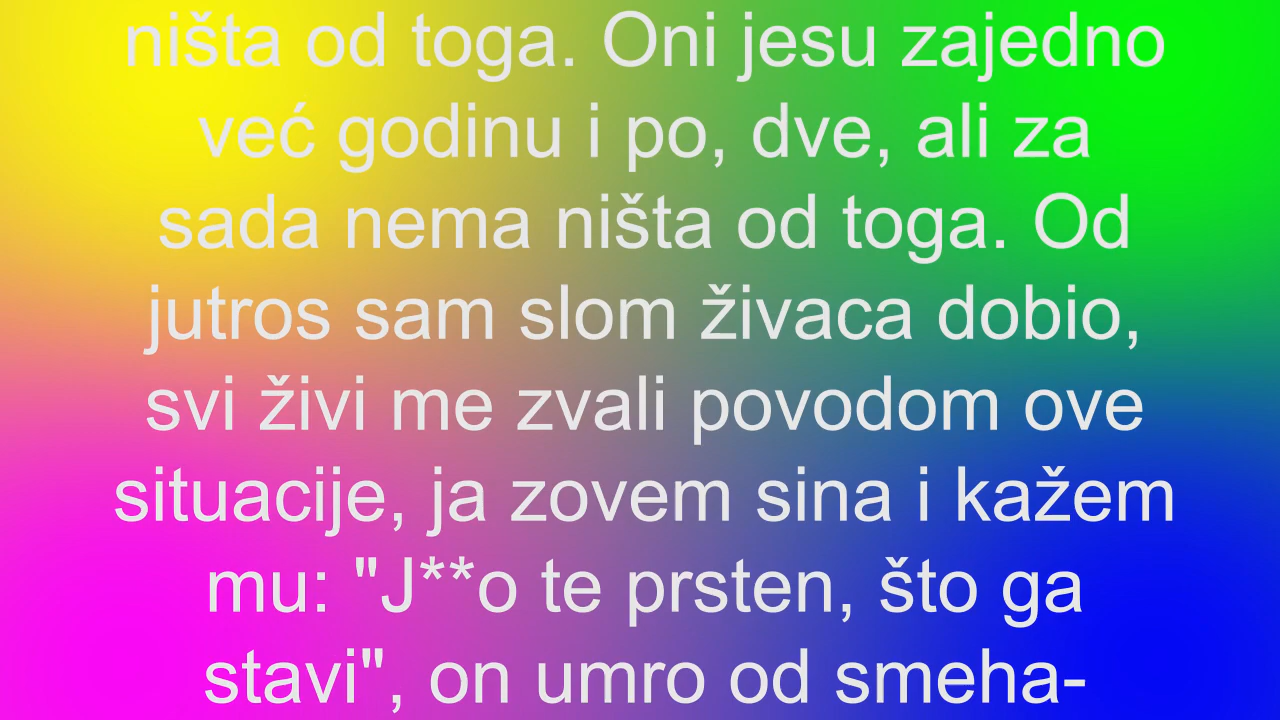 ništa od toga. Oni jesu zajedno
već godinu i po, dve, ali za
sada nema ništa od toga. Od
jutros sam slom živaca dobio,
svi živi me zvali povodom ove
situacije, ja zovem sina i kažem
mu: "J**o te prsten, što ga
stavi", on umro od smeha-